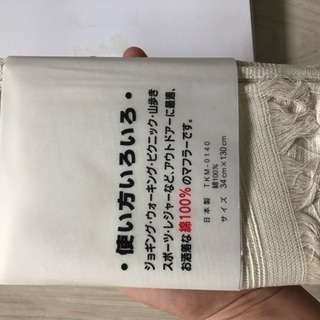 ・使い方いろいろ・
ジョギング・ウォーキング・ピクニック・山歩き
スポーツ・レジャーなど、アウトドアーに最適、
お洒落な綿100%のマフラーです。
日本製 TKM-0140
綿100%
サイズ 34cm×130cm